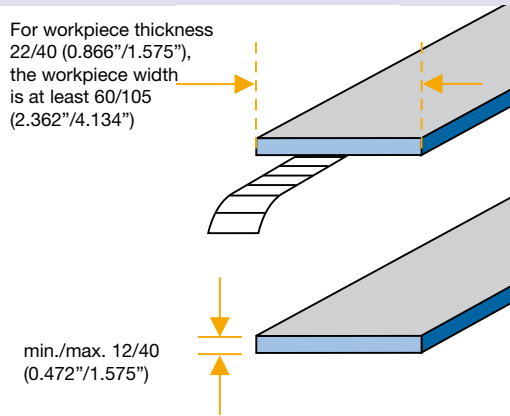 For workpiece thickness
22/40 (0.866”/1.575”),
the workpiece width
is at least 60/105
(2.362”/4.134”)
min./max. 12/40
(0.472”/1.575”)